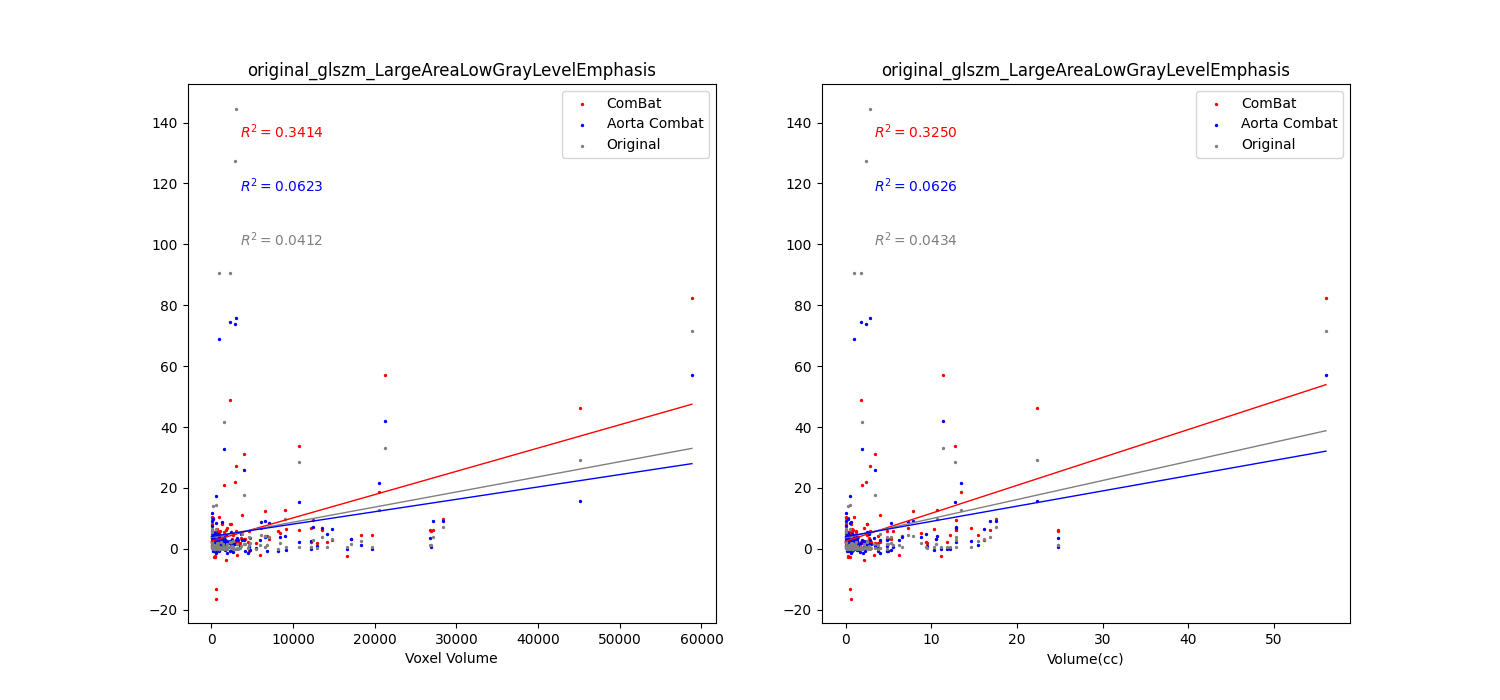 original_glszm_LargeAreaLowGrayLevelEmphasis
ComBat
Aorta Combat
Original
R² = 0.3414
R² = 0.0623
R² = 0.0412
140
120
100
80
60
40
20
0
−20
0 10000 20000 30000 40000 50000 60000
Voxel Volume
original_glszm_LargeAreaLowGrayLevelEmphasis
ComBat
Aorta Combat
Original
R² = 0.3250
R² = 0.0626
R² = 0.0434
140
120
100
80
60
40
20
0
−20
0 10 20 30 40 50
Volume(cc)